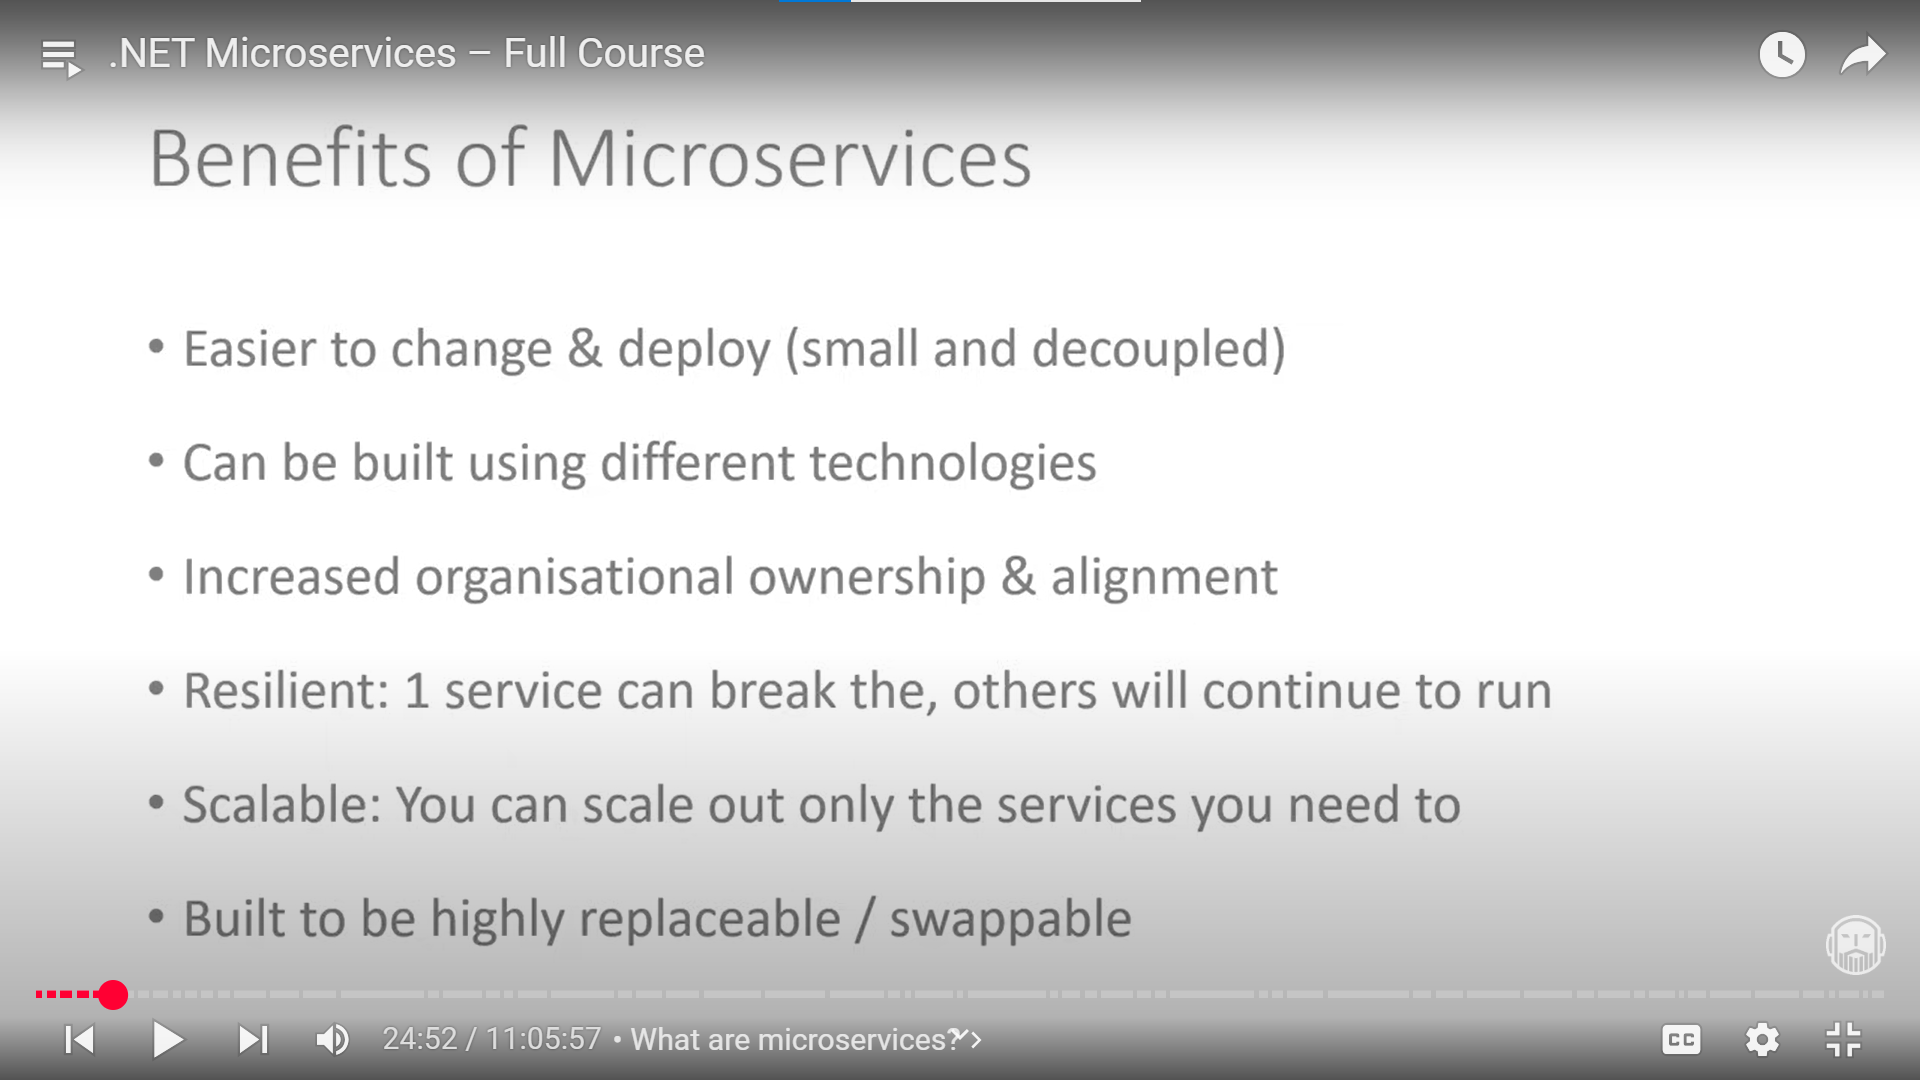 .NET Microservices – Full Course
Benefits of Microservices
• Easier to change & deploy (small and decoupled)
• Can be built using different technologies
• Increased organisational ownership & alignment
• Resilient: 1 service can break the, others will continue to run
• Scalable: You can scale out only the services you need to
• Built to be highly replaceable / swappable
24:52 / 11:05:57 • What are microservices?
CC